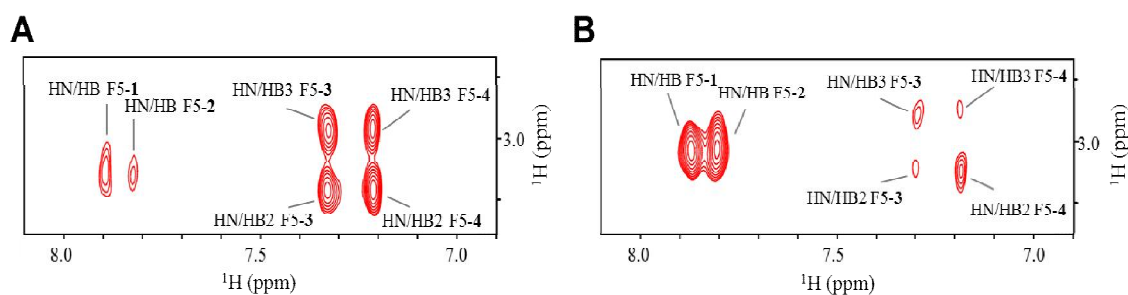 A
HN/HB F5-1
HN/HB F5-2
HN/HB3 F5-3
HN/HB3 F5-4
HN/HB2 F5-3
HN/HB2 F5-4
3.0
¹H (ppm)
8.0
7.5
7.0
¹H (ppm)
B
HN/HB F5-1
HN/HB F5-2
HN/HB3 F5-3
HN/HB3 F5-4
HN/HB2 F5-3
HN/HB2 F5-4
3.0
¹H (ppm)
8.0
7.5
7.0
¹H (ppm)